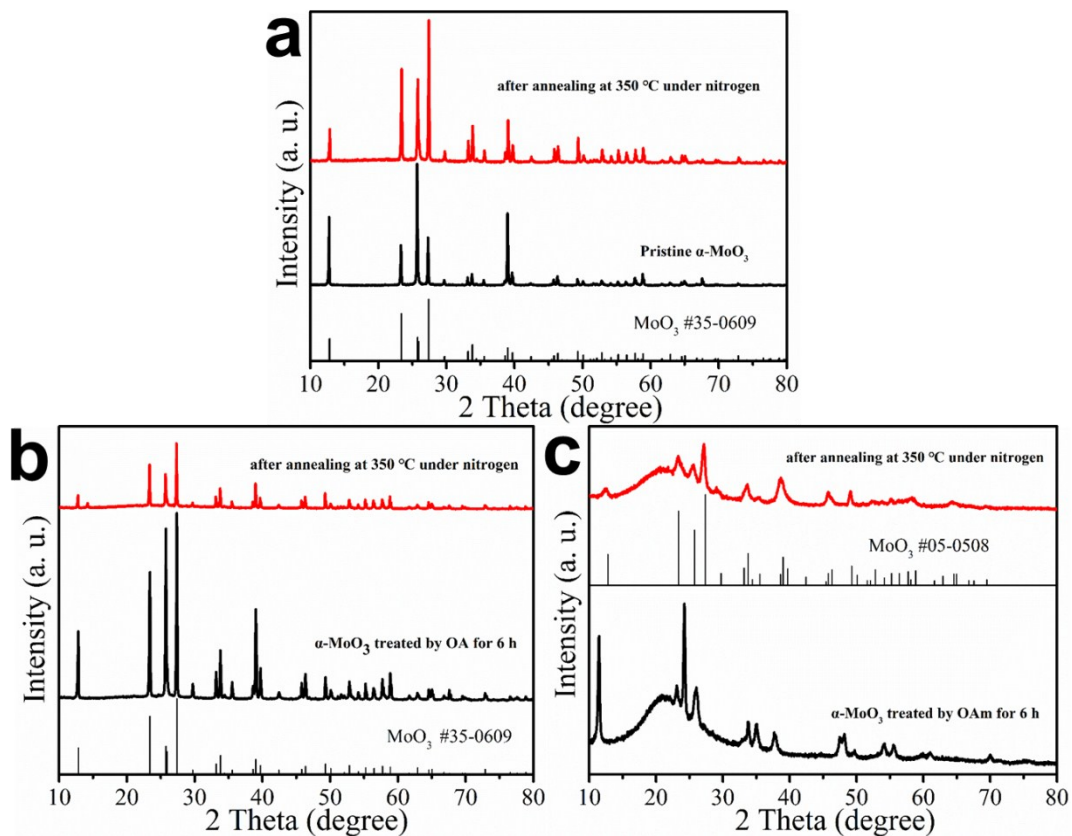 a
after annealing at 350 °C under nitrogen
Pristine α-MoO₃
MoO₃ #35-0609
Intensity (a. u.)
10 20 30 40 50 60 70 80
2 Theta (degree)
b
after annealing at 350 °C under nitrogen
α-MoO₃ treated by OA for 6 h
MoO₃ #35-0609
Intensity (a. u.)
10 20 30 40 50 60 70 80
2 Theta (degree)
c
after annealing at 350 °C under nitrogen
MoO₃ #05-0508
α-MoO₃ treated by OAm for 6 h
Intensity (a. u.)
10 20 30 40 50 60 70 80
2 Theta (degree)